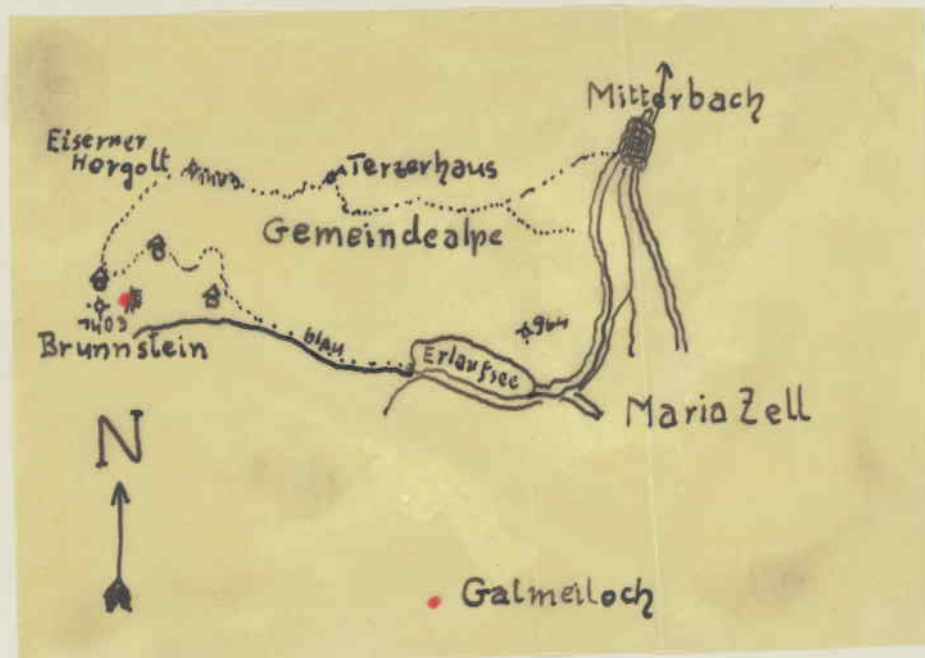 Mitterbach
Eiserner
Horgott
Terzerhaus
Gemeindealpe
1403
Brunnstein
blau
Erlaufsee
964
Maria Zell
N
Galmeiloch